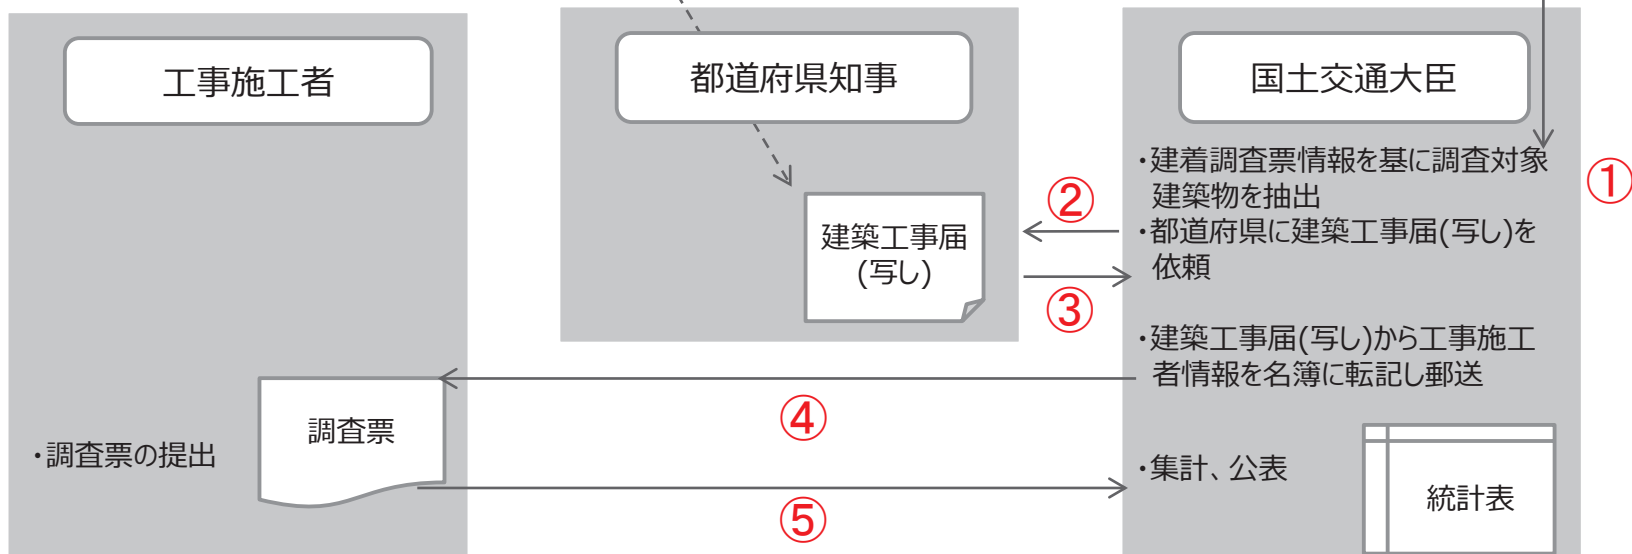 工事施工者
都道府県知事
国土交通大臣
・建着調査票情報を基に調査対象
建築物を抽出
①
②
・都道府県に建築工事届(写し)を
依頼
建築工事届
(写し)
③
・建築工事届(写し)から工事施工
者情報を名簿に転記し郵送
④
調査票
・調査票の提出
・集計、公表
統計表
⑤